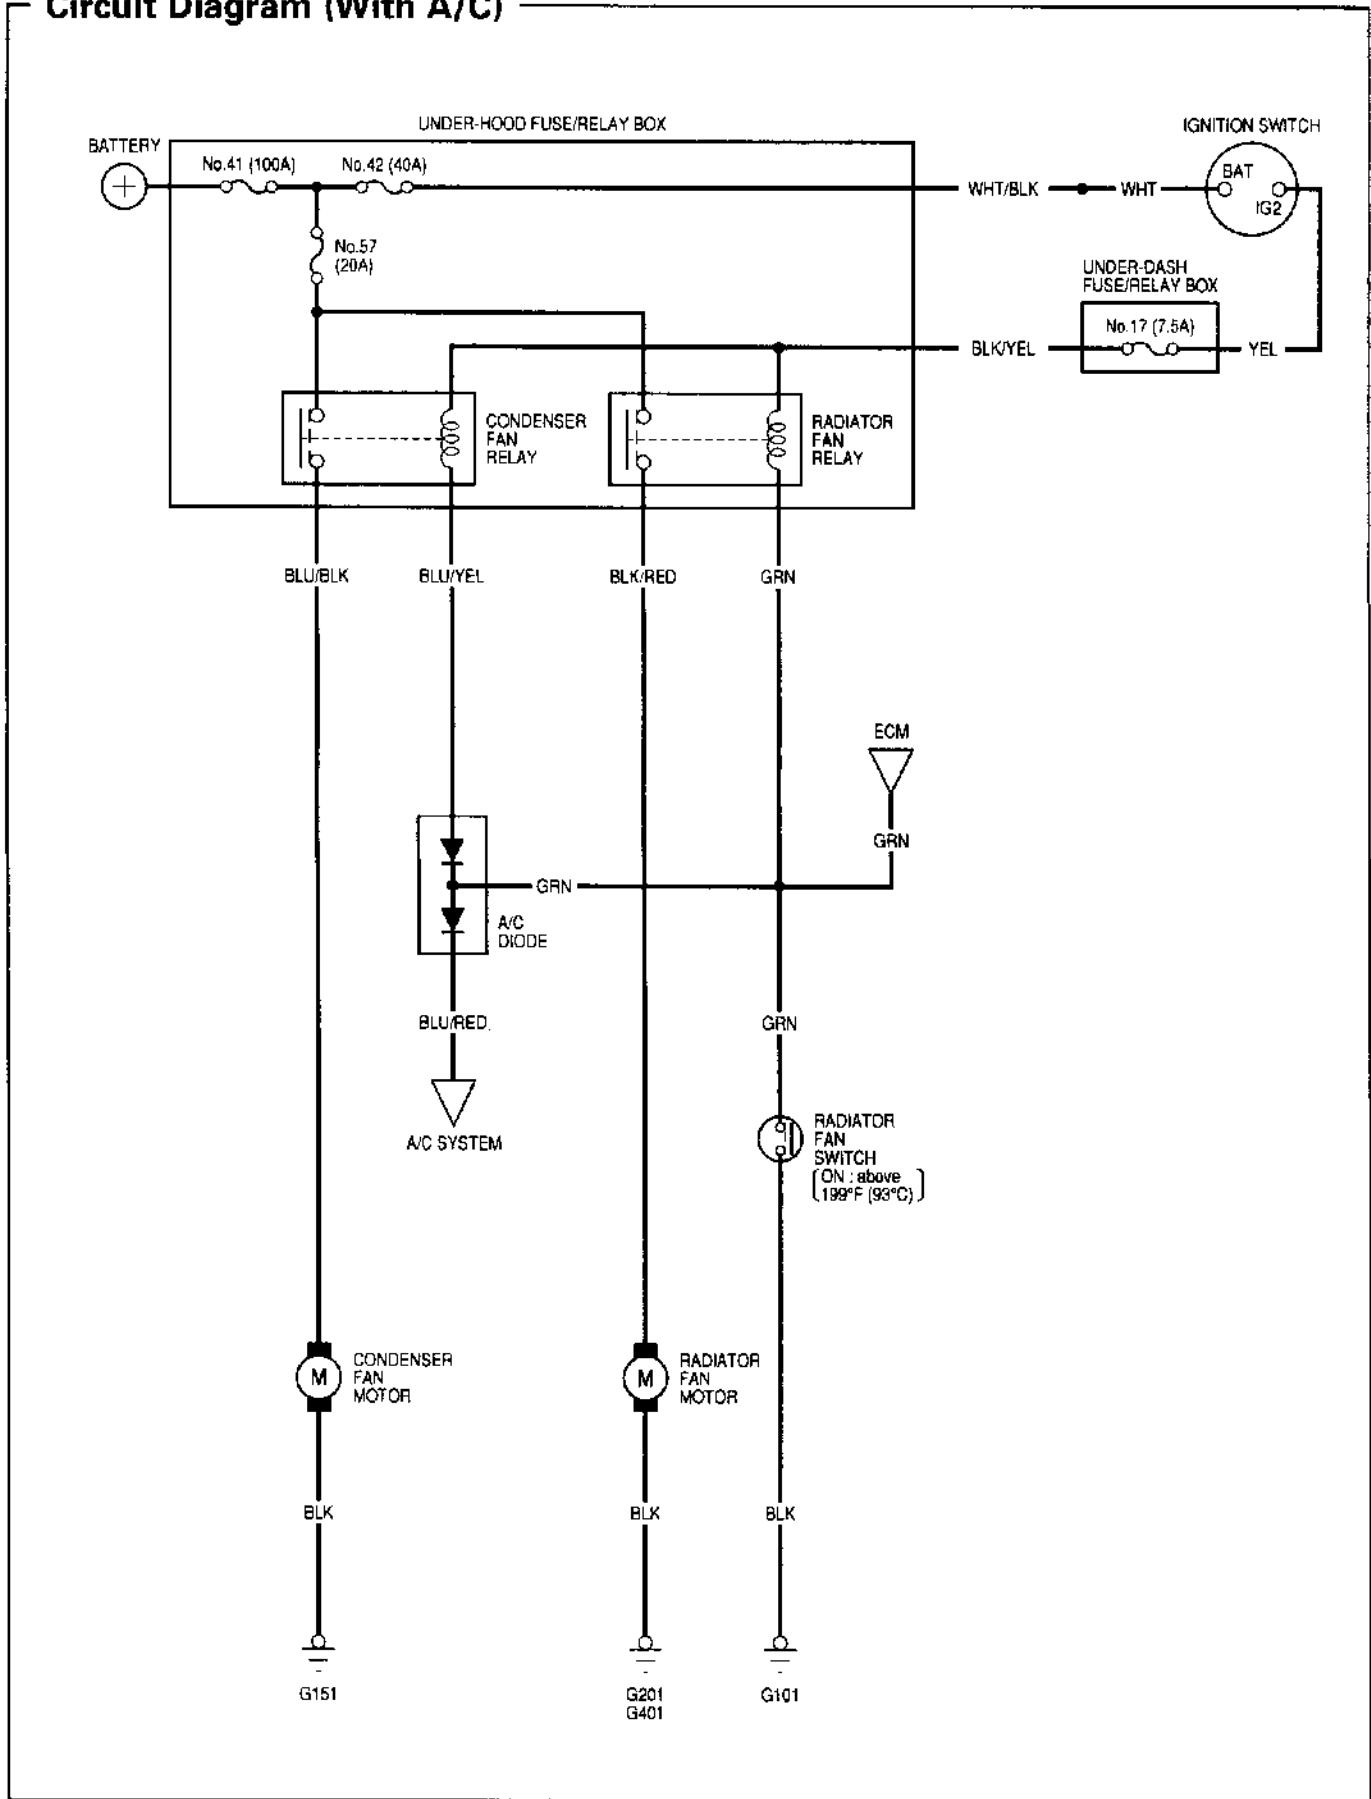 Circuit Diagram (With A/C)
UNDER-HOOD FUSE/RELAY BOX
IGNITION SWITCH
BATTERY
No.41 (100A)
No.42 (40A)
+
WHT/BLK
WHT
BAT
IG2
No.57
(20A)
UNDER-DASH
FUSE/RELAY BOX
No.17 (7.5A)
BLK/YEL
YEL
CONDENSER
FAN
RELAY
RADIATOR
FAN
RELAY
BLU/BLK
BLU/YEL
BLK/RED
GRN
ECM
GRN
GRN
A/C
DIODE
BLU/RED
GRN
A/C SYSTEM
RADIATOR
FAN
SWITCH
[ON : above
199°F (93°C)]
M
CONDENSER
FAN
MOTOR
M
RADIATOR
FAN
MOTOR
BLK
BLK
BLK
G151
G201
G401
G101